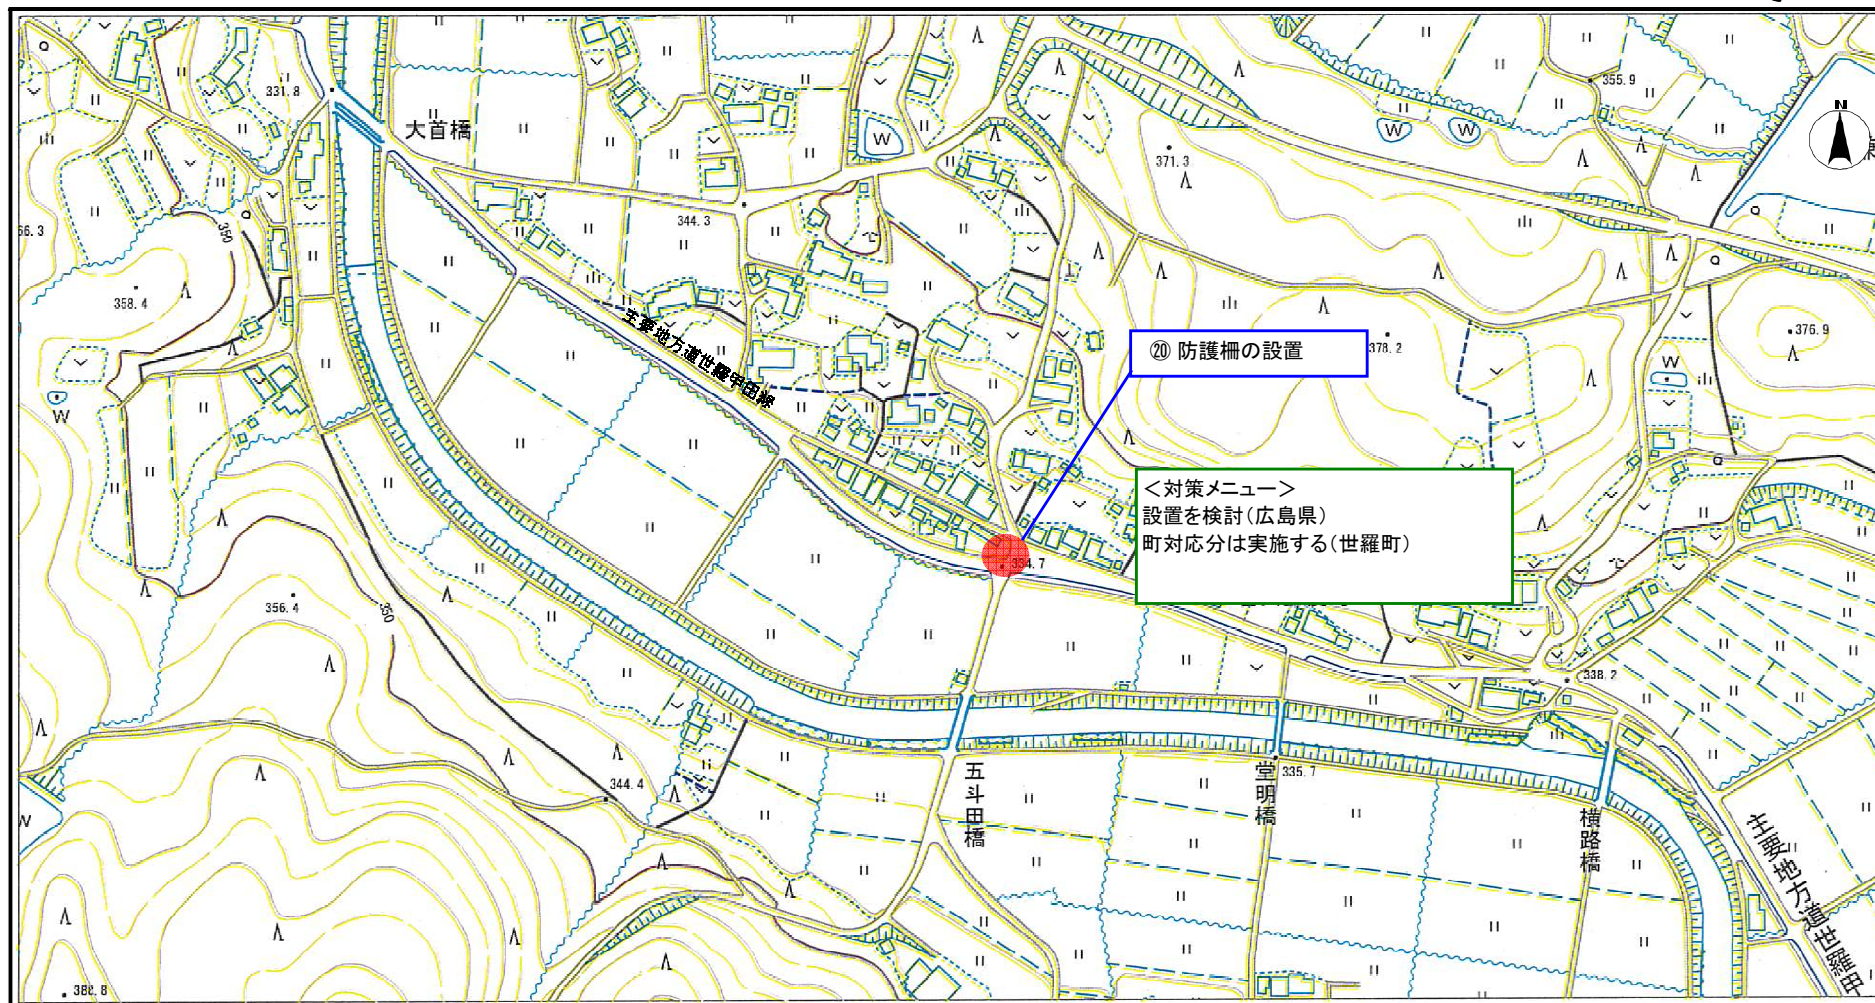 大首橋
331.8
355.9
371.3
344.3
66.3
350
358.4
主要地方道世羅甲田線
⑳ 防護柵の設置
378.2
376.9
<対策メニュー>
設置を検討(広島県)
町対応分は実施する(世羅町)
334.7
356.4
350
338.2
344.4
五斗田橋
堂明橋
335.7
横路橋
主要地方道世羅甲
388.8
W
W
W
W
W
W
N